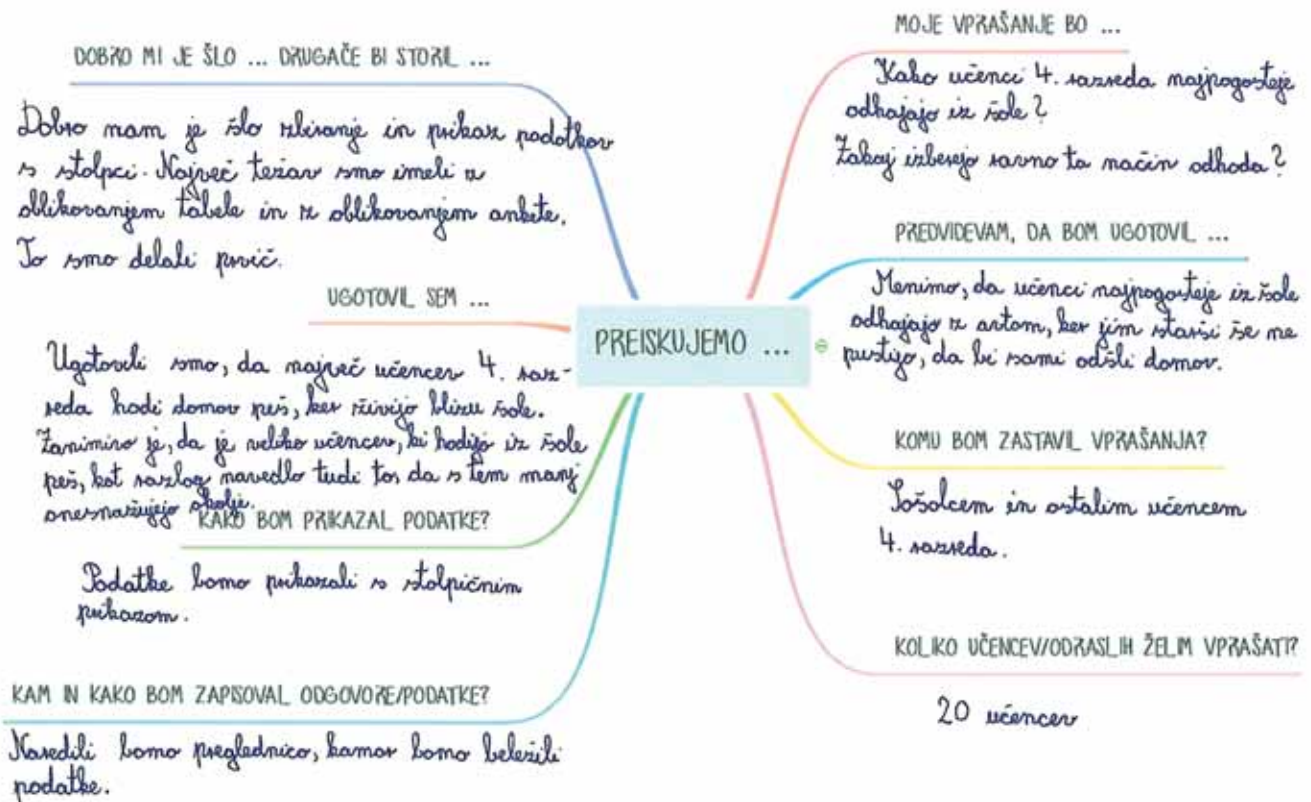 MOJE VPRAŠANJE BO ...
Kako učenci 4. razreda najpogosteje
odhajajo iz šole?
Zakaj izberejo ravno ta način odhoda?
PREDVIDEVAM, DA BOM UGOTOVIL ...
Menimo, da učenci najpogosteje iz šole
odhajajo z avtom, ker jim starši še ne
pustijo, da bi sami odšli domov.
KOMU BOM ZASTAVIL VPRAŠANJA?
Sošolcem in ostalim učencem
4. razreda.
KOLIKO UČENCEV/ODRASLIH ŽELIM VPRAŠATI?
20 učencev
PREISKUJEMO ...
DOBRO MI JE ŠLO ... DRUGAČE BI STORIL ...
Dobro nam je šlo zbiranje in prikaz podatkov
s stolpci. Največ težav smo imeli z
oblikovanjem tabele in z oblikovanjem ankete.
To smo delali prvič.
UGOTOVIL SEM ...
Ugotovili smo, da največ učencev 4. raz-
reda hodi domov peš, ker živijo blizu šole.
Zanimivo je, da je veliko učencev, ki hodijo iz šole
peš, kot razlog navedlo tudi to, da s tem manj
onesnažujejo okolje.
KAKO BOM PRIKAZAL PODATKE?
Podatke bomo prikazali s stolpičnim
prikazom.
KAM IN KAKO BOM ZAPISOVAL ODGOVORE/PODATKE?
Naredili bomo preglednico, kamor bomo beležili
podatke.